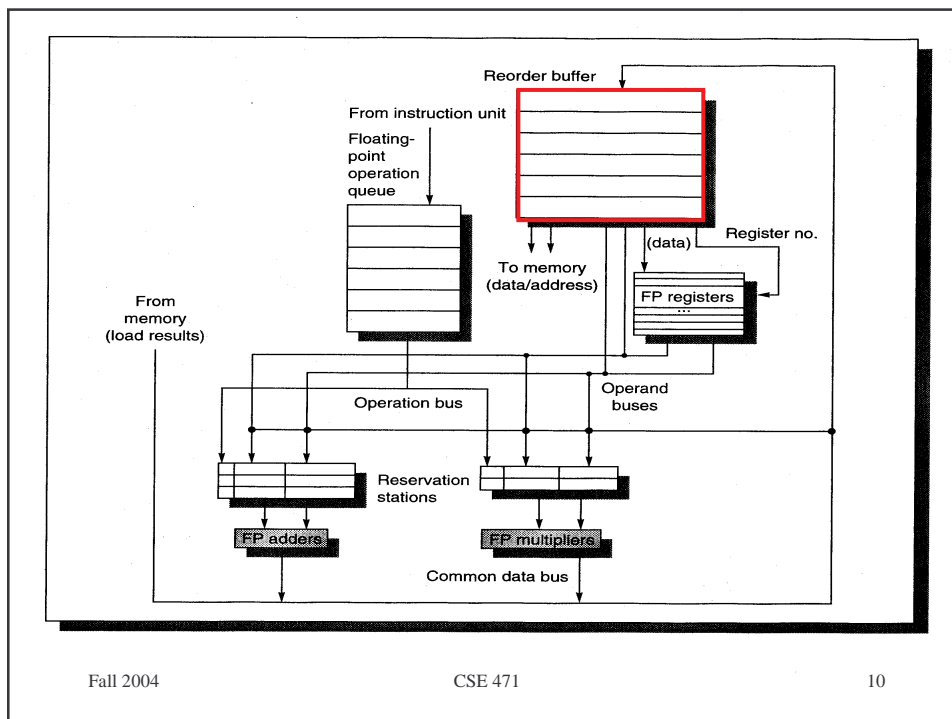 Reorder buffer
From instruction unit
Floating-
point
operation
queue
(data)
Register no.
To memory
(data/address)
FP registers
...
From
memory
(load results)
Operation bus
Operand
buses
Reservation
stations
FP adders
FP multipliers
Common data bus
Fall 2004
CSE 471
10